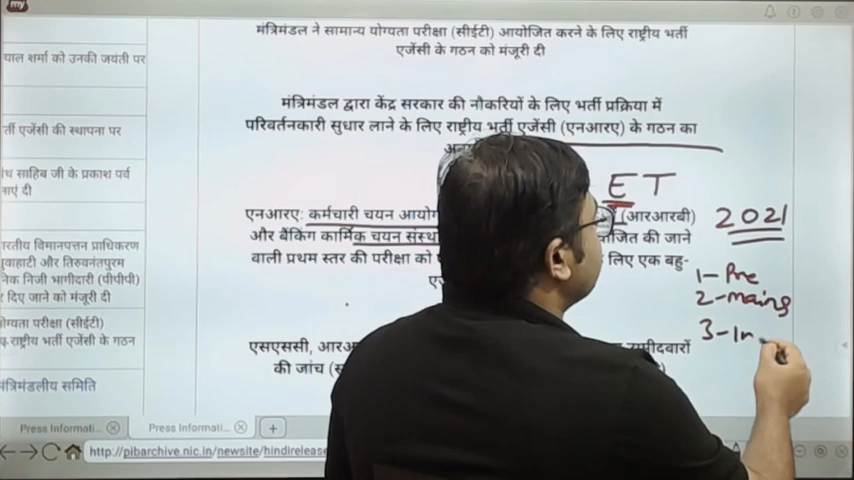 my
मंत्रिमंडल ने सामान्य योग्यता परीक्षा (सीईटी) आयोजित करने के लिए राष्ट्रीय भर्ती
एजेंसी के गठन को मंजूरी दी
मंत्रिमंडल द्वारा केंद्र सरकार की नौकरियों के लिए भर्ती प्रक्रिया में
परिवर्तनकारी सुधार लाने के लिए राष्ट्रीय भर्ती एजेंसी (एनआरए) के गठन का
ET
एनआरए: कर्मचारी चयन आयोग (आरआरबी)
और बैंकिंग कार्मिक चयन संस्थ की जाने
वाली प्रथम स्तर की परीक्षा को लिए एक बहु-
एसएससी, आरआ उम्मीदवारों
की जांच
2021
1-Pre
2-mains
3-In
याल शर्मा को उनकी जयंती पर
र्ती एजेंसी की स्थापना पर
थ साहिब जी के प्रकाश पर्व
नाएं दी
रतीय विमानपत्तन प्राधिकरण
वाहाटी और तिरुवनंतपुरम
नेक निजी भागीदारी (पीपीपी)
र दिए जाने को मंजूरी दी
ोग्यता परीक्षा (सीईटी)
राष्ट्रीय भर्ती एजेंसी के गठन
मंत्रिमंडलीय समिति
Press Informati...
Press Informati...
http://pibarchive.nic.in/newsite/hindirelease